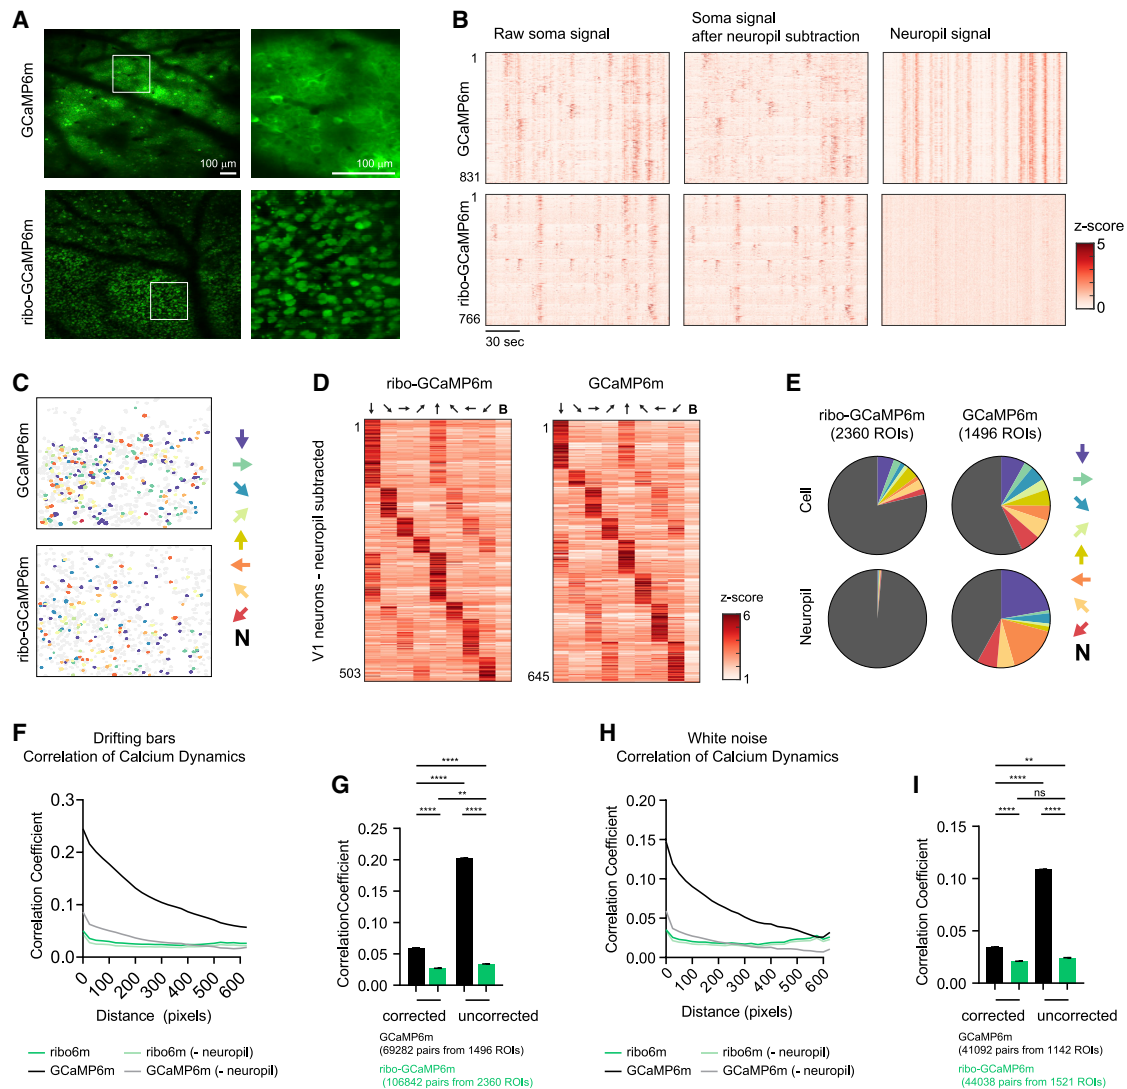 A
GCaMP6m
100 µm
100 µm
ribo-GCaMP6m
B
Raw soma signal
Soma signal
after neuropil subtraction
Neuropil signal
GCaMP6m
1
831
ribo-GCaMP6m
1
766
30 sec
z-score
5
0
C
GCaMP6m
ribo-GCaMP6m
N
D
ribo-GCaMP6m
GCaMP6m
B
B
V1 neurons - neuropil subtracted
1
503
1
645
z-score
6
1
E
ribo-GCaMP6m
(2360 ROIs)
GCaMP6m
(1496 ROIs)
Cell
Neuropil
N
F
Drifting bars
Correlation of Calcium Dynamics
Correlation Coefficient
0.3
0.2
0.1
0.0
0 100 200 300 400 500 600
Distance (pixels)
ribo6m
ribo6m (- neuropil)
GCaMP6m
GCaMP6m (- neuropil)
G
****
****
**
**** ****
CorrelationCoefficient
0.25
0.20
0.15
0.10
0.05
0.00
corrected uncorrected
GCaMP6m
(69282 pairs from 1496 ROIs)
ribo-GCaMP6m
(106842 pairs from 2360 ROIs)
H
White noise
Correlation of Calcium Dynamics
Correlation Coefficient
0.20
0.15
0.10
0.05
0.00
0 100 200 300 400 500 600
Distance (pixels)
ribo6m
ribo6m (- neuropil)
GCaMP6m
GCaMP6m (- neuropil)
I
**
****
ns
**** ****
Correlation Coefficient
0.15
0.10
0.05
0.00
corrected uncorrected
GCaMP6m
(41092 pairs from 1142 ROIs)
ribo-GCaMP6m
(44038 pairs from 1521 ROIs)